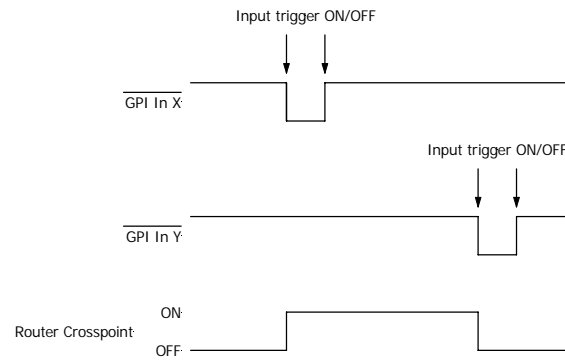 Input trigger ON/OFF
GPI In X
Input trigger ON/OFF
GPI In Y
ON
Router Crosspoint
OFF